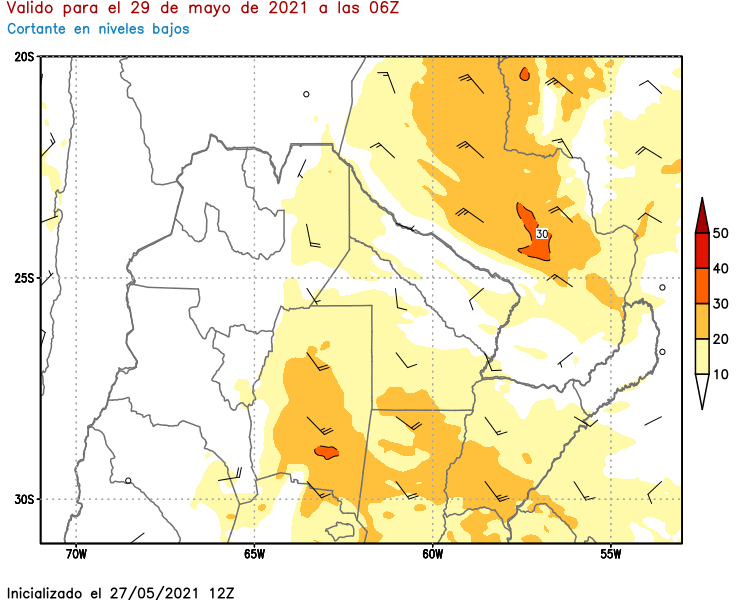 Valido para el 29 de mayo de 2021 a las 06Z
Cortante en niveles bajos
20S
25S
30S
70W
65W
60W
55W
30
50
40
30
20
10
Inicializado el 27/05/2021 12Z